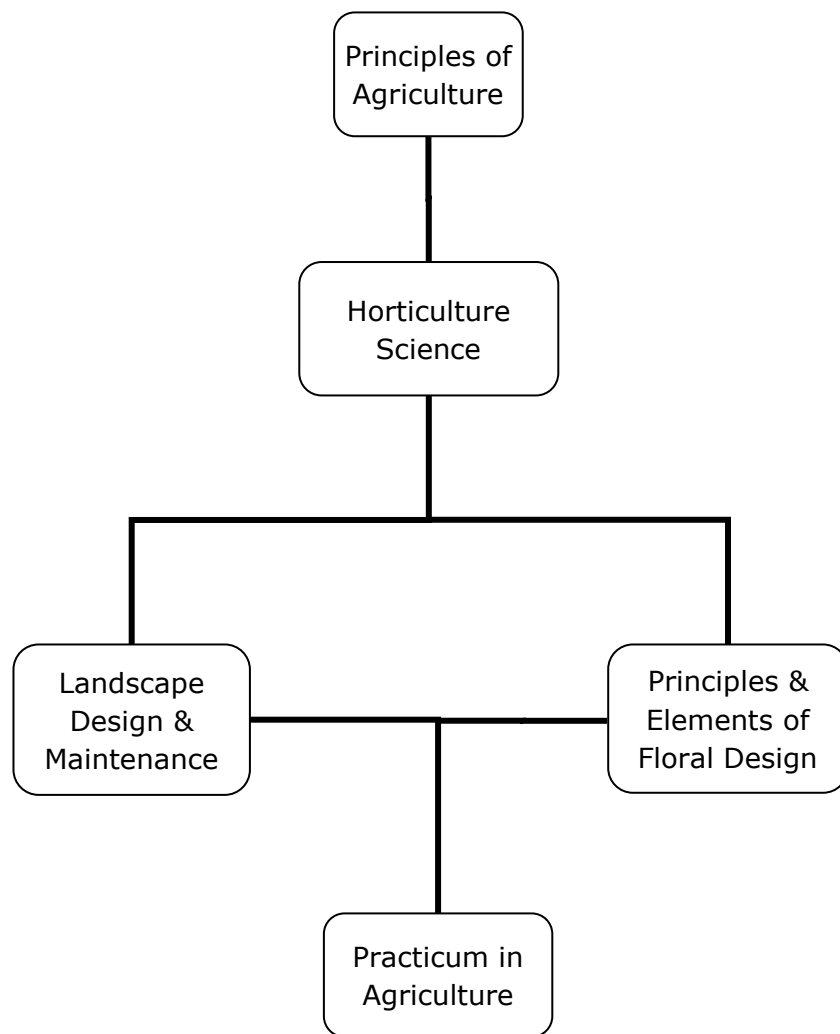 Principles of
Agriculture
Horticulture
Science
Landscape
Design &
Maintenance
Principles &
Elements of
Floral Design
Practicum in
Agriculture